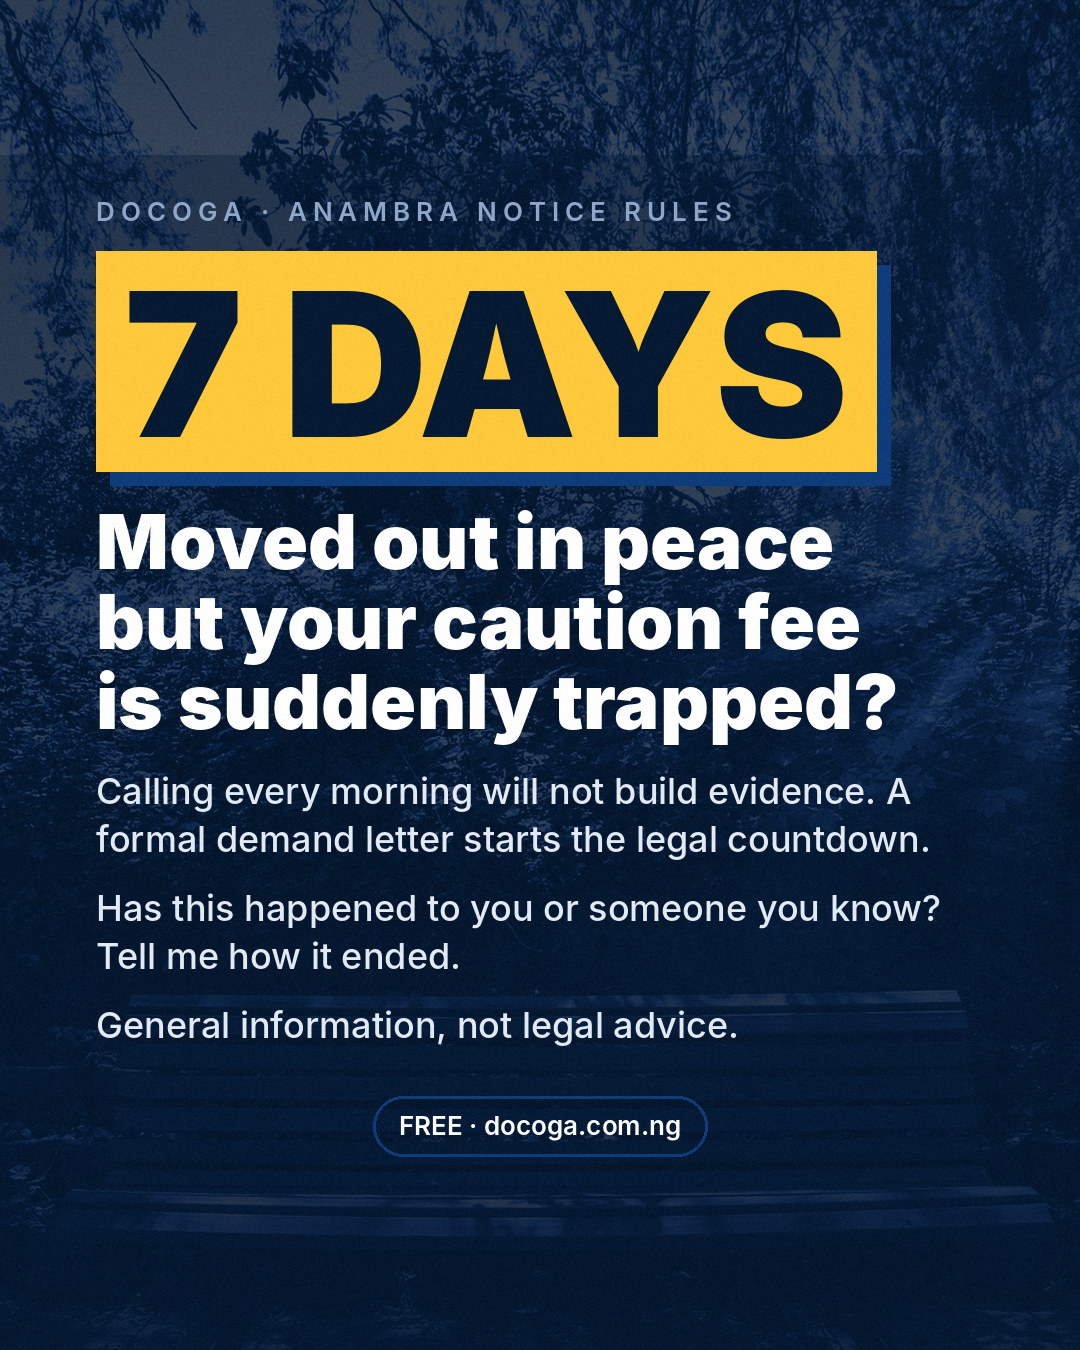 DOCOGA · ANAMBRA NOTICE RULES
7 DAYS
Moved out in peace
but your caution fee
is suddenly trapped?
Calling every morning will not build evidence. A
formal demand letter starts the legal countdown.
Has this happened to you or someone you know?
Tell me how it ended.
General information, not legal advice.
FREE · docoga.com.ng